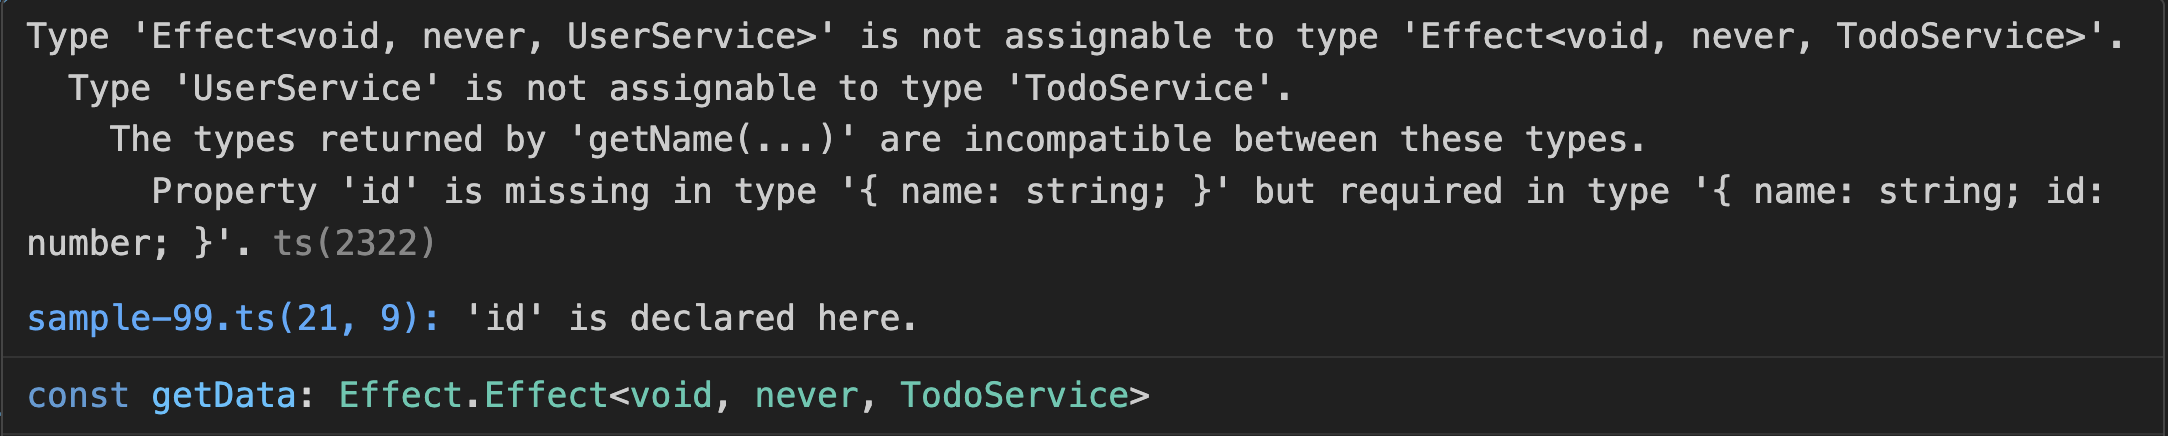 Type 'Effect<void, never, UserService>' is not assignable to type 'Effect<void, never, TodoService>'.
Type 'UserService' is not assignable to type 'TodoService'.
The types returned by 'getName(...)' are incompatible between these types.
Property 'id' is missing in type '{ name: string; }' but required in type '{ name: string; id:
number; }'. ts(2322)
sample-99.ts(21, 9): 'id' is declared here.
const getData: Effect.Effect<void, never, TodoService>